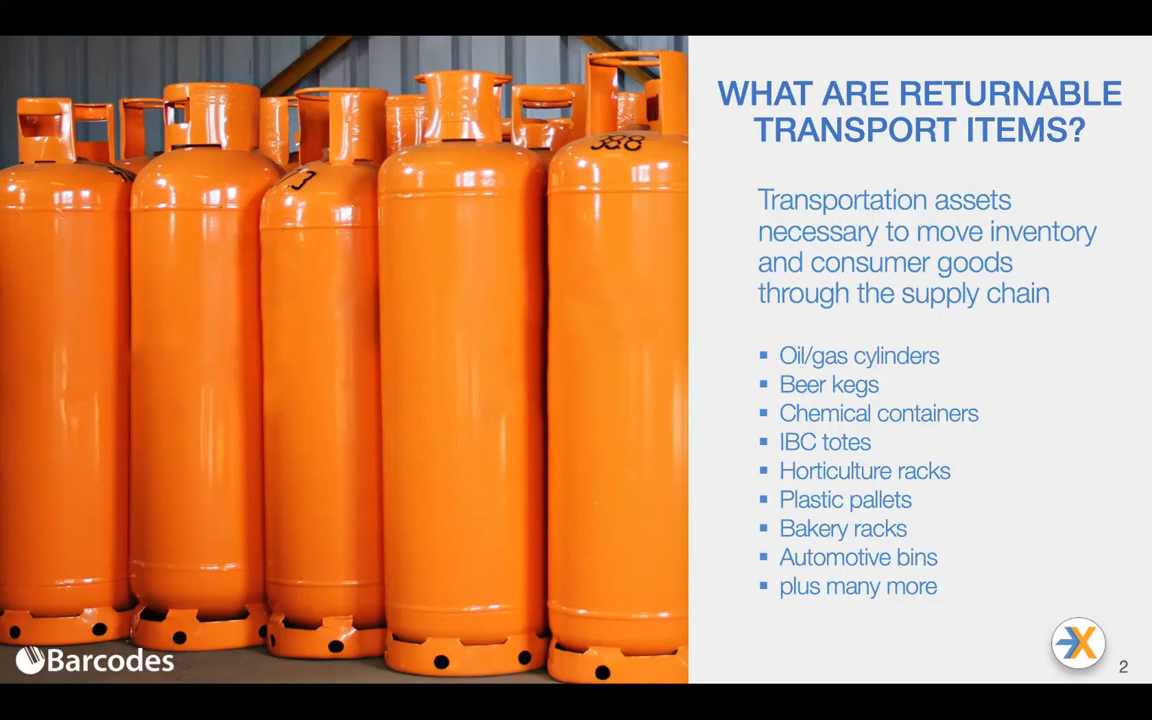 WHAT ARE RETURNABLE
TRANSPORT ITEMS?
Transportation assets
necessary to move inventory
and consumer goods
through the supply chain
▪ Oil/gas cylinders
▪ Beer kegs
▪ Chemical containers
▪ IBC totes
▪ Horticulture racks
▪ Plastic pallets
▪ Bakery racks
▪ Automotive bins
▪ plus many more
Barcodes
X
2